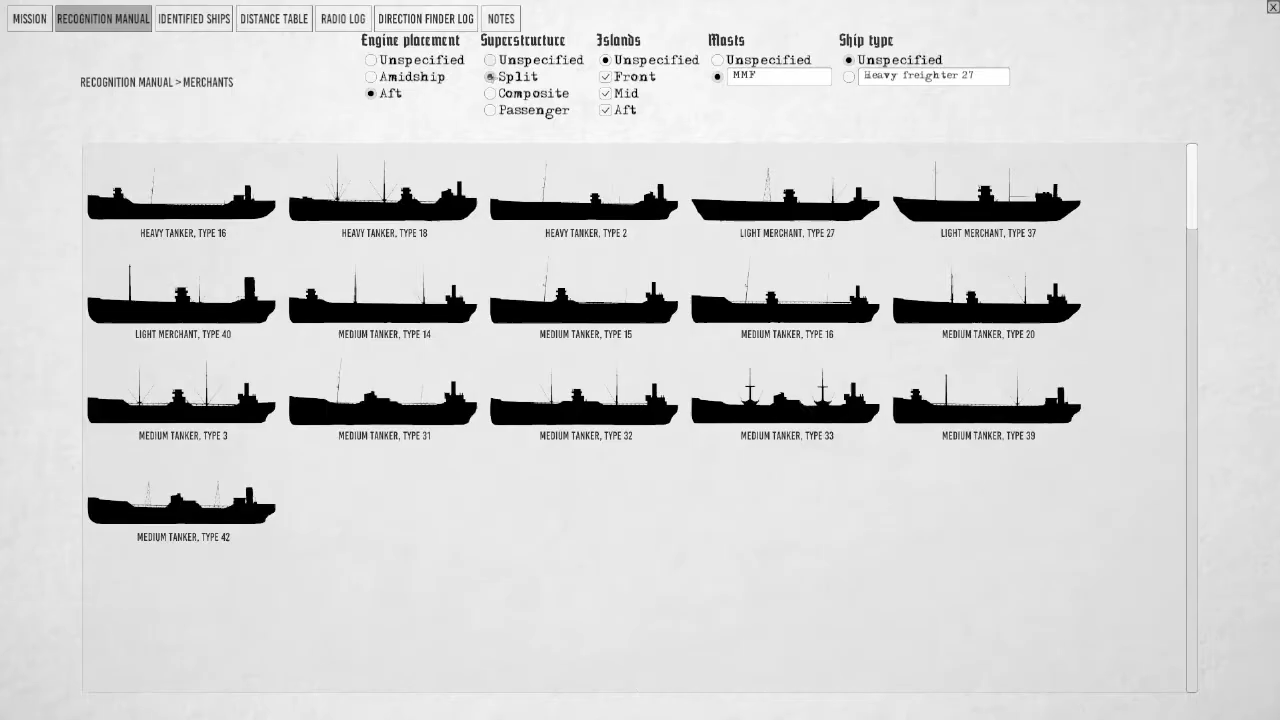 MISSION RECOGNITION MANUAL IDENTIFIED SHIPS DISTANCE TABLE RADIO LOG DIRECTION FINDER LOG NOTES X
Engine placement Superstructure Islands Masts Ship type
Unspecified Unspecified Unspecified Unspecified Unspecified
Amidship Split Front MMF Heavy freighter 27
RECOGNITION MANUAL > MERCHANTS
Aft Composite Mid
Passenger Aft
HEAVY TANKER, TYPE 16 HEAVY TANKER, TYPE 18 HEAVY TANKER, TYPE 2 LIGHT MERCHANT, TYPE 27 LIGHT MERCHANT, TYPE 37
LIGHT MERCHANT, TYPE 40 MEDIUM TANKER, TYPE 14 MEDIUM TANKER, TYPE 15 MEDIUM TANKER, TYPE 16 MEDIUM TANKER, TYPE 20
MEDIUM TANKER, TYPE 3 MEDIUM TANKER, TYPE 31 MEDIUM TANKER, TYPE 32 MEDIUM TANKER, TYPE 33 MEDIUM TANKER, TYPE 39
MEDIUM TANKER, TYPE 42